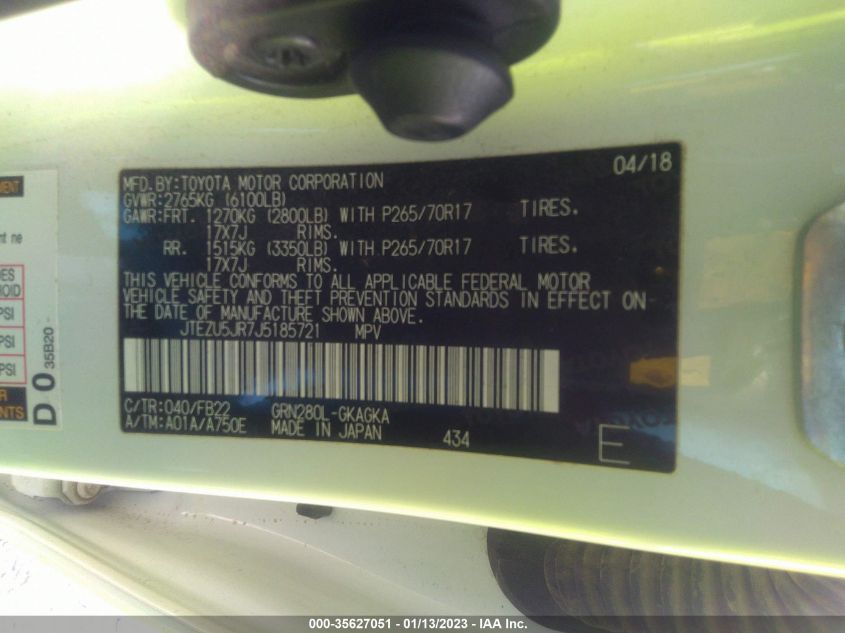 04/18
MFD.BY:TOYOTA MOTOR CORPORATION
GVWR:2765KG (6100LB)
GAWR:FRT. 1270KG (2800LB) WITH P265/70R17 TIRES.
17X7J RIMS.
RR. 1515KG (3350LB) WITH P265/70R17 TIRES.
17X7J RIMS.
THIS VEHICLE CONFORMS TO ALL APPLICABLE FEDERAL MOTOR
VEHICLE SAFETY AND THEFT PREVENTION STANDARDS IN EFFECT ON
THE DATE OF MANUFACTURE SHOWN ABOVE.
JTEZU5JR7J5185721 MPV
C/TR:040/FB22 GRN280L-GKAGKA
A/TM:A01A/A750E MADE IN JAPAN 434
E
PSI
PSI
PSI
D 0 35B20
000-35627051 - 01/13/2023 - IAA Inc.